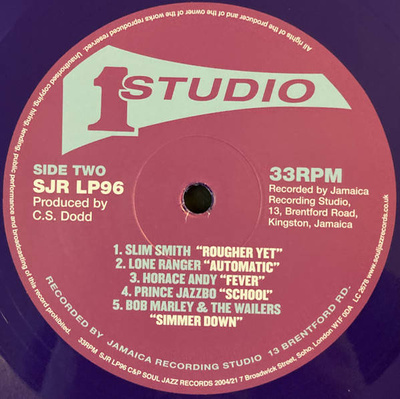 All rights of the producer and of the owner of the works reproduced reserved. Unauthorised copying, hiring, lending, public performance and broadcasting of this record prohibited.
1 STUDIO
SIDE TWO
SJR LP96
Produced by
C.S. Dodd
33RPM
Recorded by Jamaica
Recording Studio,
13, Brentford Road,
Kingston, Jamaica
1. SLIM SMITH “ROUGHER YET”
2. LONE RANGER “AUTOMATIC”
3. HORACE ANDY “FEVER”
4. PRINCE JAZZBO “SCHOOL”
5. BOB MARLEY & THE WAILERS
“SIMMER DOWN”
RECORDED BY JAMAICA RECORDING STUDIO 13 BRENTFORD RD.
33RPM SJR LP96 C&P SOUL JAZZ RECORDS 2004/21 7 Broadwick Street, Soho, London W1F 0DA LC 2678 www.souljazzrecords.co.uk